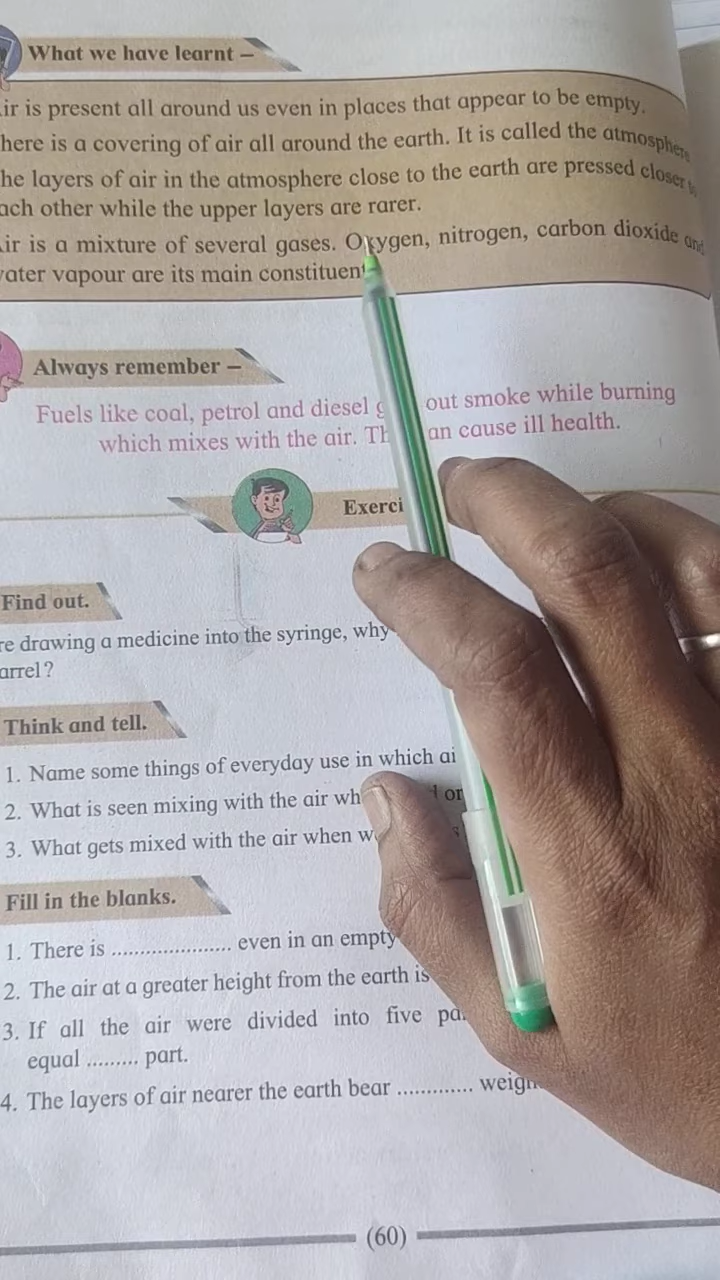 What we have learnt –
ir is present all around us even in places that appear to be empty.
here is a covering of air all around the earth. It is called the atmosphere
he layers of air in the atmosphere close to the earth are pressed closer to
ach other while the upper layers are rarer.
ir is a mixture of several gases. Oxygen, nitrogen, carbon dioxide and
ater vapour are its main constituent
Always remember –
Fuels like coal, petrol and diesel g out smoke while burning
which mixes with the air. Th an cause ill health.
Exerci
Find out.
re drawing a medicine into the syringe, why
arrel?
Think and tell.
1. Name some things of everyday use in which ai
2. What is seen mixing with the air wh or
3. What gets mixed with the air when w s
Fill in the blanks.
1. There is ..................... even in an empty
2. The air at a greater height from the earth is
3. If all the air were divided into five pa
equal ......... part.
4. The layers of air nearer the earth bear ............. weigh
(60)